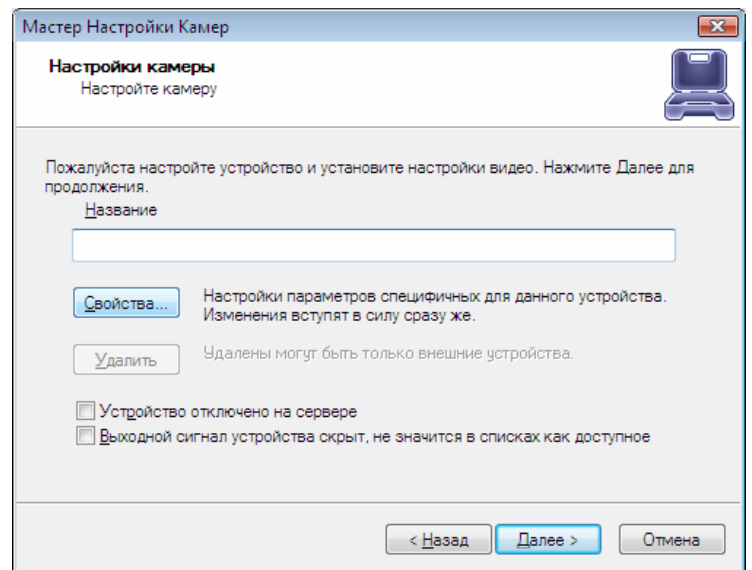 Мастер Настройки Камер
Настройки камеры
Настройте камеру
Пожалуйста настройте устройство и установите настройки видео. Нажмите Далее для
продолжения.
Название
Свойства...
Настройки параметров специфичных для данного устройства.
Изменения вступят в силу сразу же.
Удалить
Удалены могут быть только внешние устройства.
Устройство отключено на сервере
Выходной сигнал устройства скрыт, не значится в списках как доступное
< Назад
Далее >
Отмена